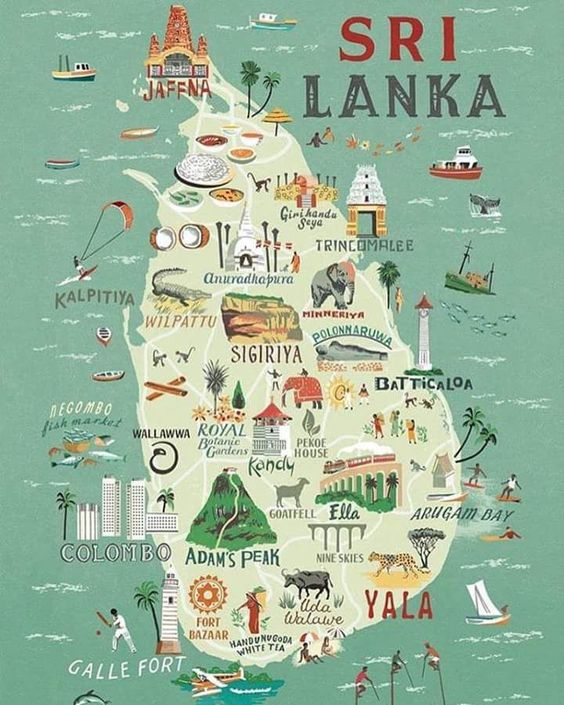 SRI
LANKA
JAFFNA
Girihandu
Seya
TRINCOMALEE
anuradhapura
KALPITIYA
WILPATTU
MINNERIYA
POLONNARUWA
SIGIRIYA
BATTICALOA
NEGOMBO
fish market
WALLAWWA
ROYAL
Botanic
Gardens
PEKOE
HOUSE
Kandy
GOATFELL
Ella
ARUGAM BAY
COLOMBO
ADAM'S PEAK
NINE SKIES
YALA
FORT
BAZAAR
HANDUNUGODA
WHITE TEA
Uda
Walawe
GALLE FORT